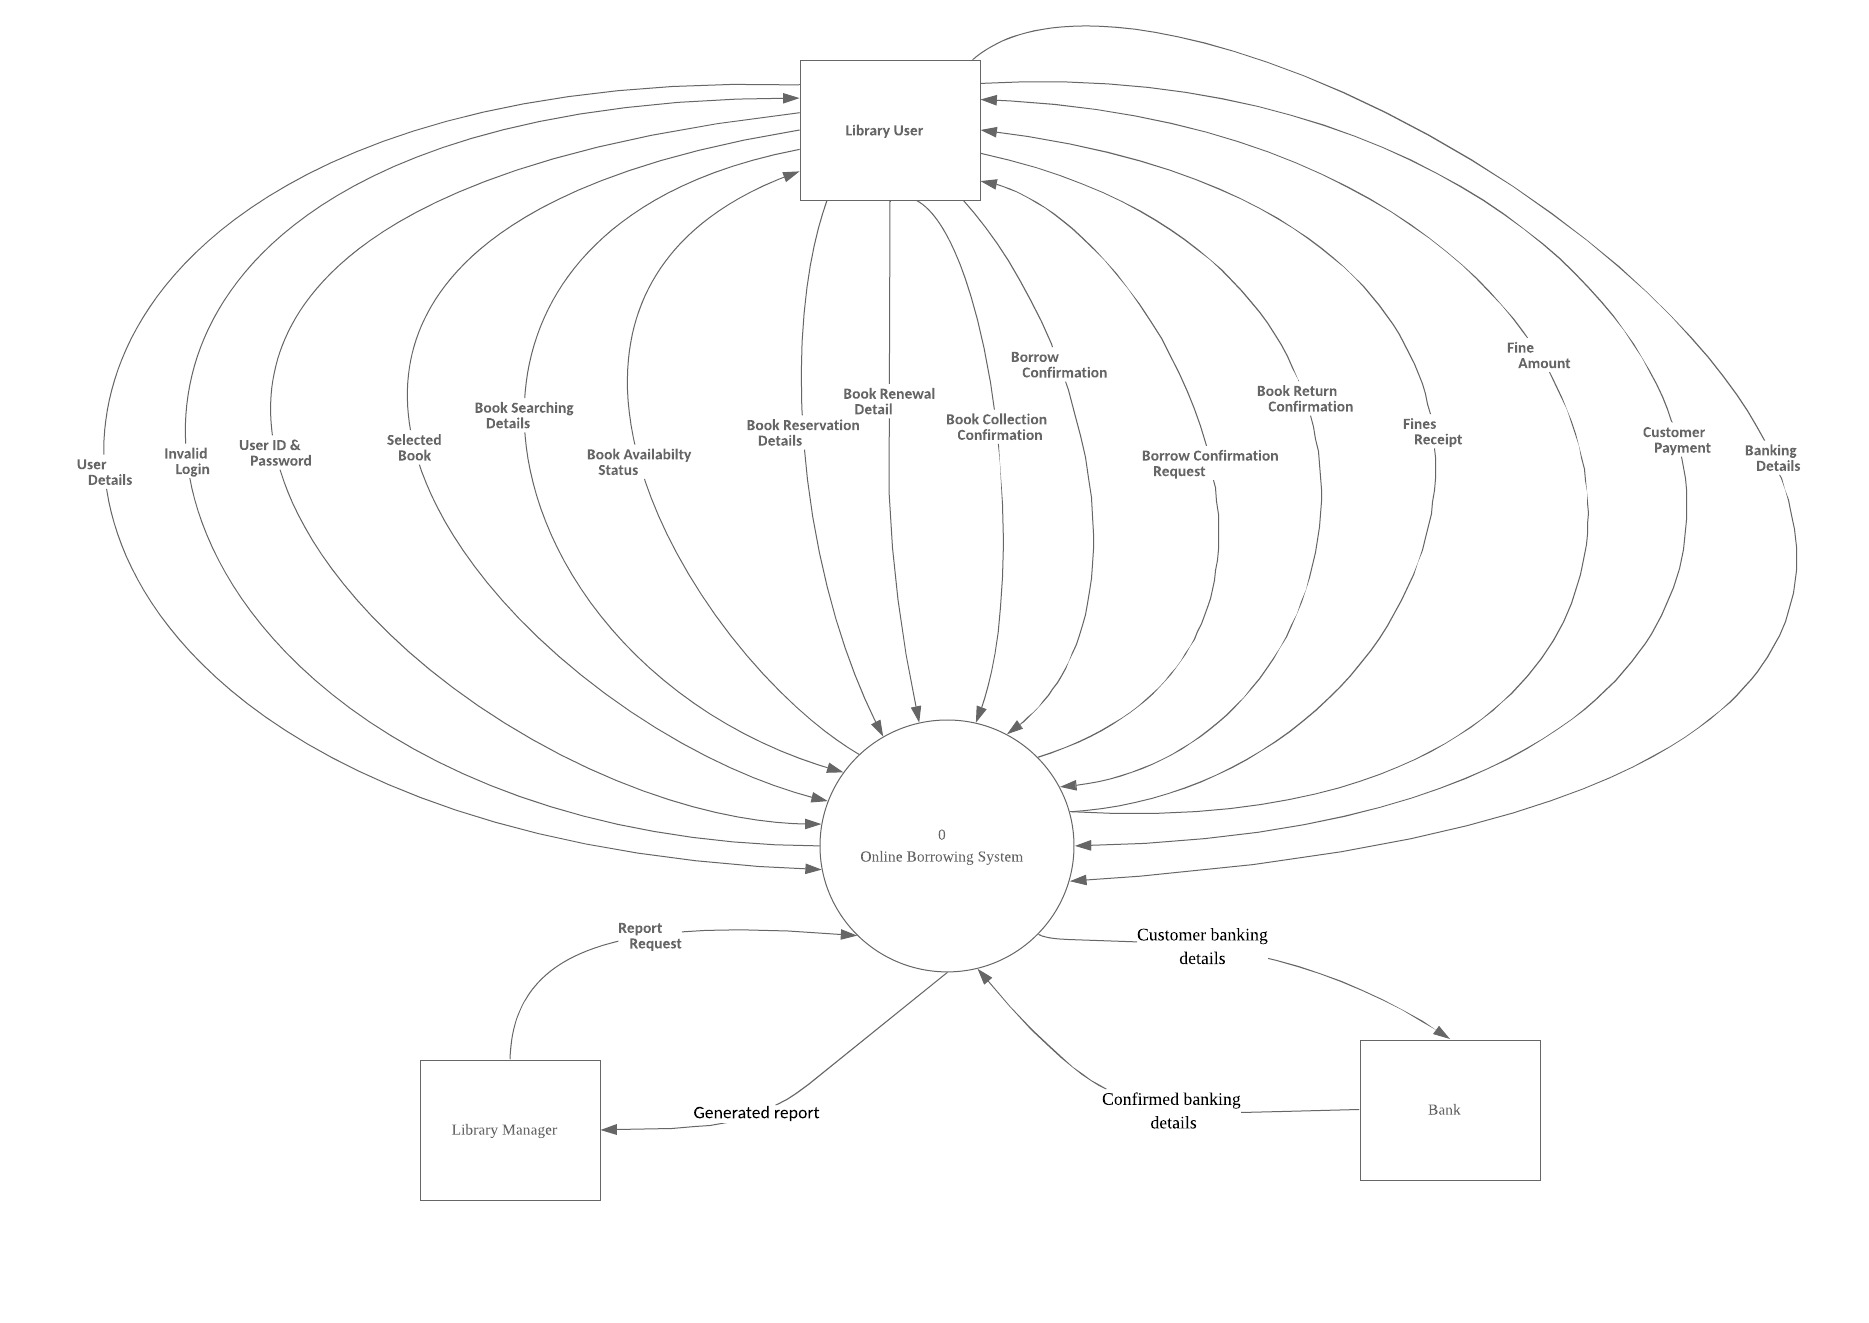 Library User
Borrow
Confirmation
Fine
Amount
Book Renewal
Detail
Book Return
Confirmation
Book Searching
Details
Book Collection
Confirmation
Book Reservation
Details
Fines
Receipt
Customer
Payment
Selected
Book
User ID &
Password
Invalid
Login
Book Availabilty
Status
Borrow Confirmation
Request
Banking
Details
User
Details
0
Online Borrowing System
Report
Request
Customer banking
details
Generated report
Confirmed banking
details
Library Manager
Bank